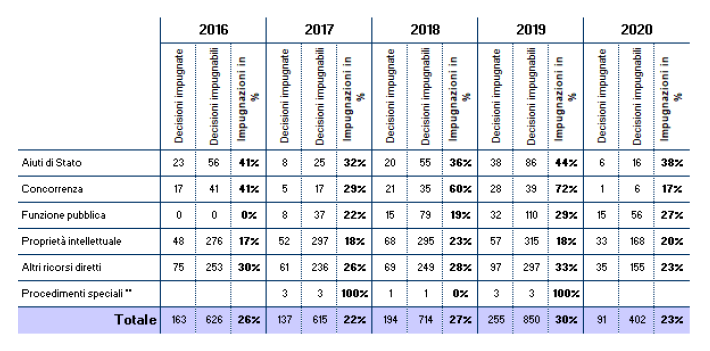 2016 2017 2018 2019 2020
Decisioni impugnate Decisioni impugnabili Impugnazioni in % Decisioni impugnate Decisioni impugnabili Impugnazioni in % Decisioni impugnate Decisioni impugnabili Impugnazioni in % Decisioni impugnate Decisioni impugnabili Impugnazioni in % Decisioni impugnate Decisioni impugnabili Impugnazioni in %
Aiuti di Stato 23 56 41% 8 25 32% 20 55 36% 38 86 44% 6 16 38%
Concorrenza 17 41 41% 5 17 29% 21 35 60% 28 39 72% 1 6 17%
Funzione pubblica 0 0 0% 8 37 22% 15 79 19% 32 110 29% 15 56 27%
Proprietà intellettuale 48 276 17% 52 297 18% 68 295 23% 57 315 18% 33 168 20%
Altri ricorsi diretti 75 253 30% 61 236 26% 69 249 28% 97 297 33% 35 155 23%
Procedimenti speciali ** 3 3 100% 1 1 0% 3 3 100%
Totale 163 626 26% 137 615 22% 194 714 27% 255 850 30% 91 402 23%